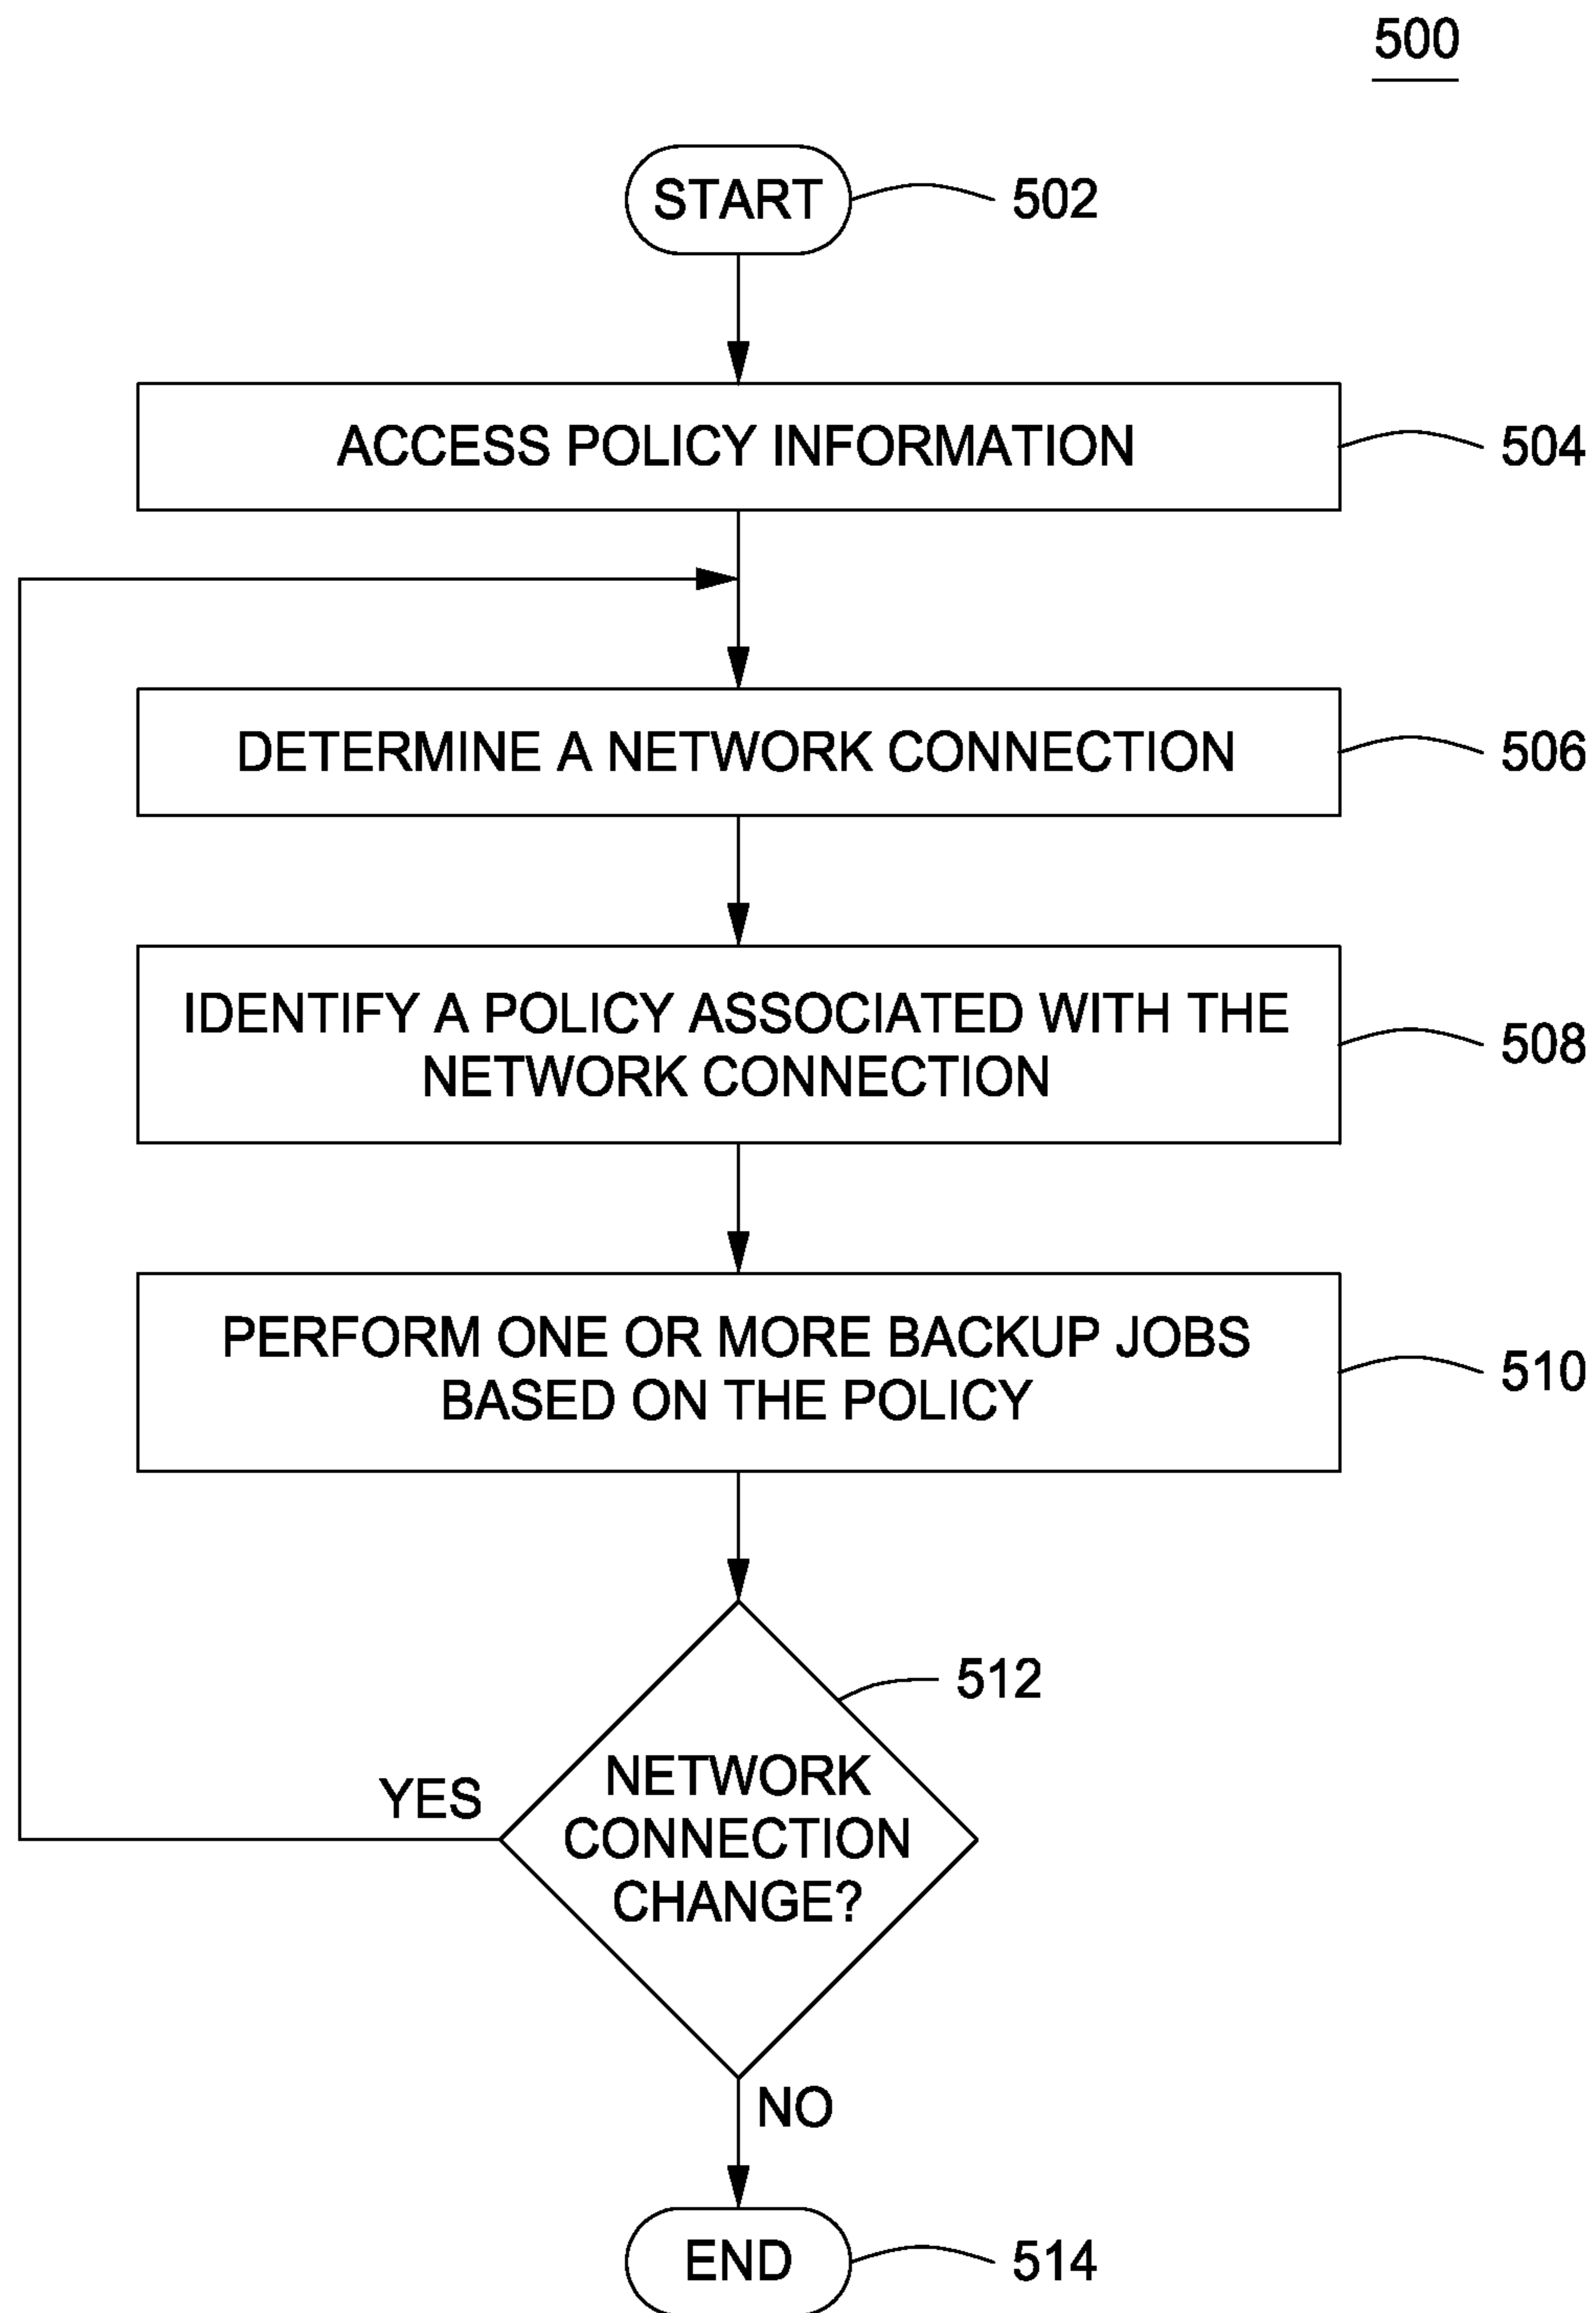 500
START
502
ACCESS POLICY INFORMATION
504
DETERMINE A NETWORK CONNECTION
506
IDENTIFY A POLICY ASSOCIATED WITH THE
NETWORK CONNECTION
508
PERFORM ONE OR MORE BACKUP JOBS
BASED ON THE POLICY
510
512
NETWORK
CONNECTION
CHANGE?
YES
NO
END
514